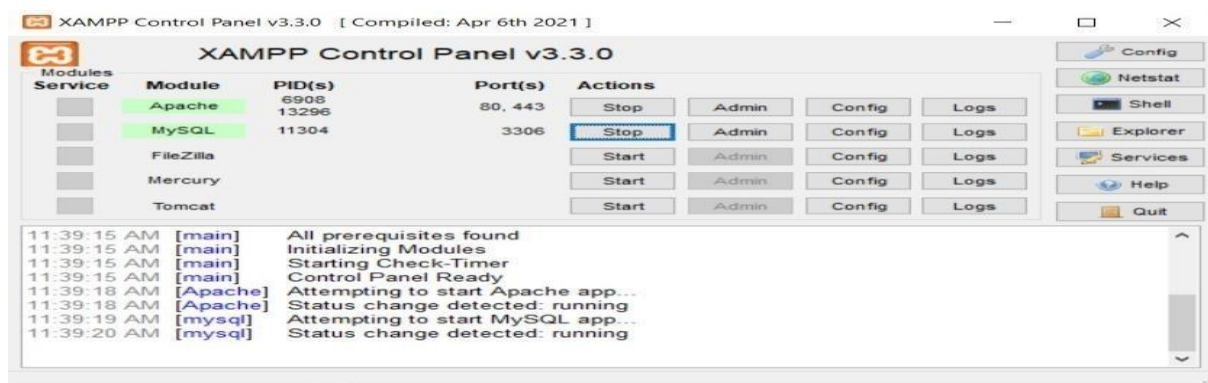 XAMPP Control Panel v3.3.0 [ Compiled: Apr 6th 2021 ]
XAMPP Control Panel v3.3.0
Config
Modules
Service Module PID(s) Port(s) Actions
Netstat
Apache 6908 13296 80, 443 Stop Admin Config Logs
Shell
MySQL 11304 3306 Stop Admin Config Logs
Explorer
FileZilla Start Admin Config Logs
Services
Mercury Start Admin Config Logs
Help
Tomcat Start Admin Config Logs
Quit
11:39:15 AM [main] All prerequisites found
11:39:15 AM [main] Initializing Modules
11:39:15 AM [main] Starting Check-Timer
11:39:15 AM [main] Control Panel Ready
11:39:18 AM [Apache] Attempting to start Apache app...
11:39:18 AM [Apache] Status change detected: running
11:39:19 AM [mysql] Attempting to start MySQL app...
11:39:20 AM [mysql] Status change detected: running